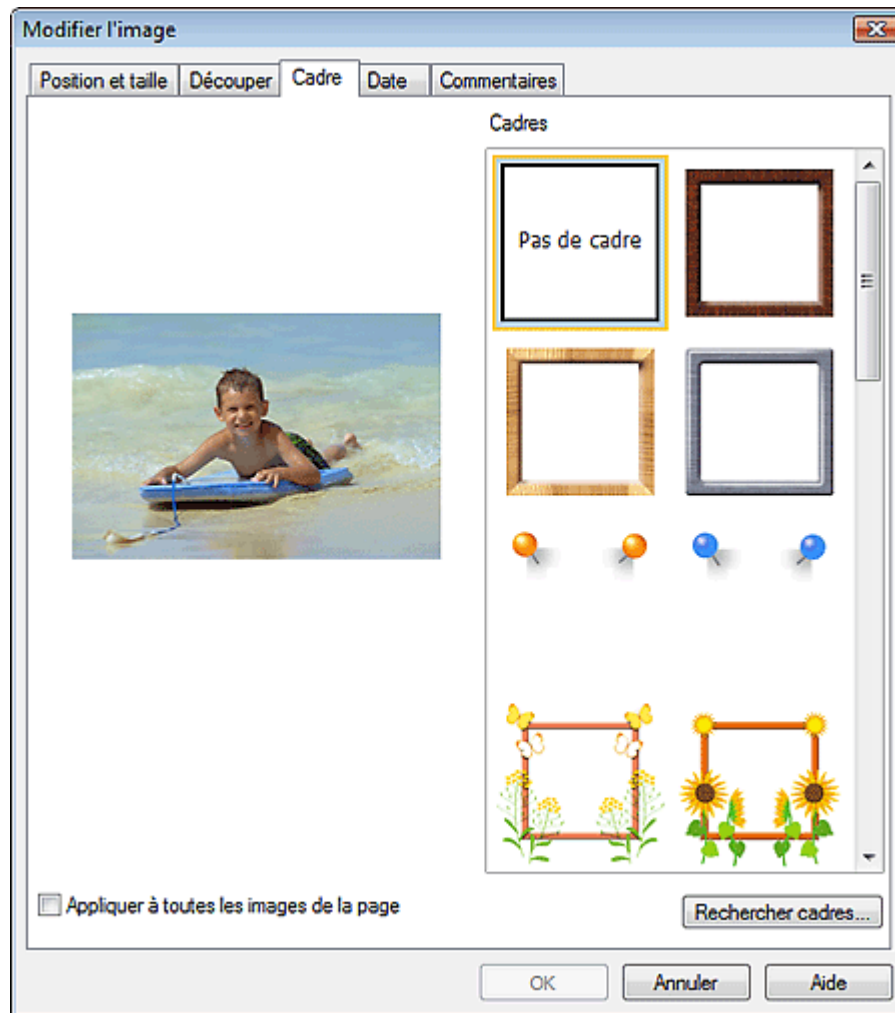 Modifier l'image
Position et taille
Découper
Cadre
Date
Commentaires
Cadres
Pas de cadre
Appliquer à toutes les images de la page
Rechercher cadres...
OK
Annuler
Aide